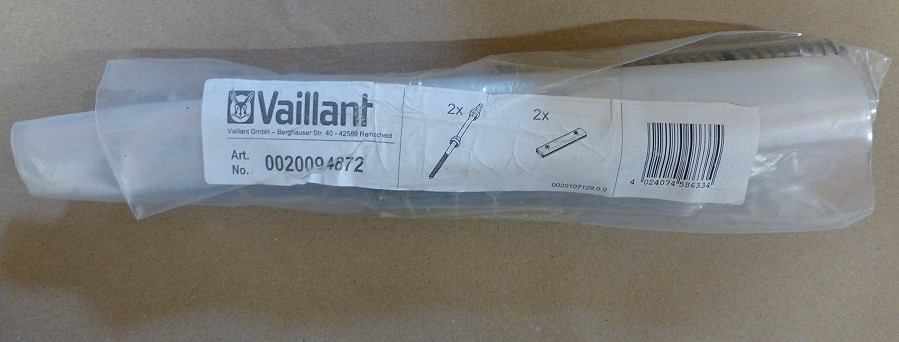 Vaillant
Vaillant GmbH – Berghauser Str. 40 - 42589 Remscheid
Art.
No. 0020094872
2x
2x
0020107129.0.0
4 024074 586334